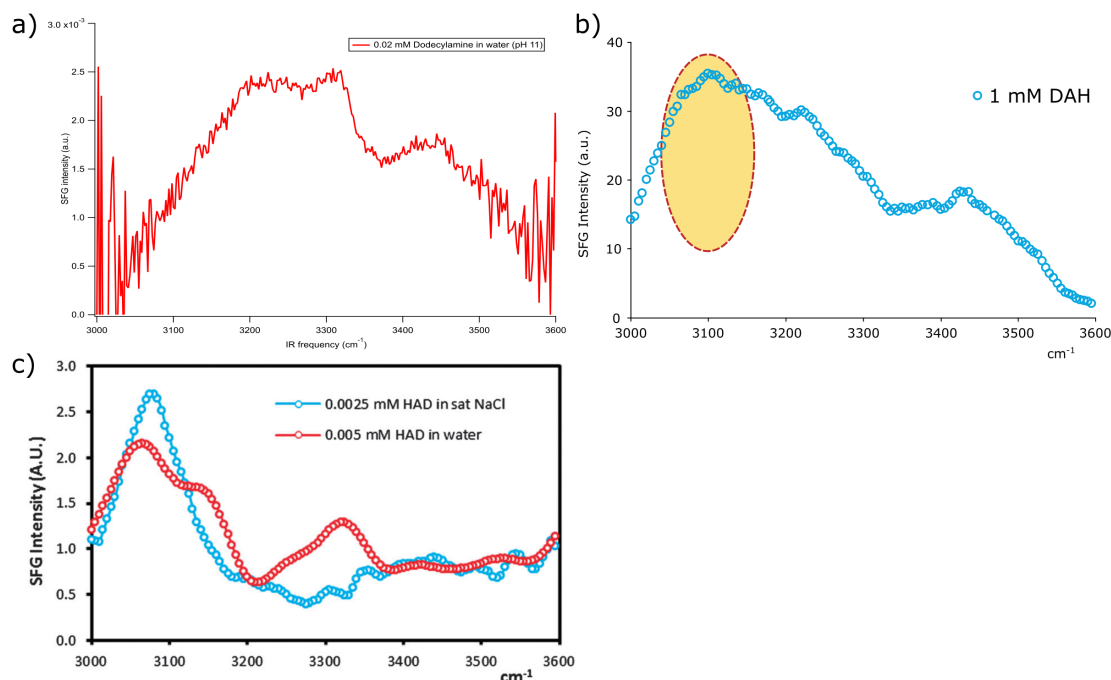 a)
3.0 x10⁻³
2.5
2.0
1.5
1.0
0.5
0.0
SFG intensity (a.u.)
0.02 mM Dodecylamine in water (pH 11)
3000 3100 3200 3300 3400 3500 3600
IR frequency (cm⁻¹)
b)
40
30
20
10
0
SFG Intensity (a.u.)
1 mM DAH
3000 3100 3200 3300 3400 3500 3600
cm⁻¹
c)
3.0
2.5
2.0
1.5
1.0
0.5
0.0
SFG Intensity (A.U.)
0.0025 mM HAD in sat NaCl
0.005 mM HAD in water
3000 3100 3200 3300 3400 3500 3600
cm⁻¹